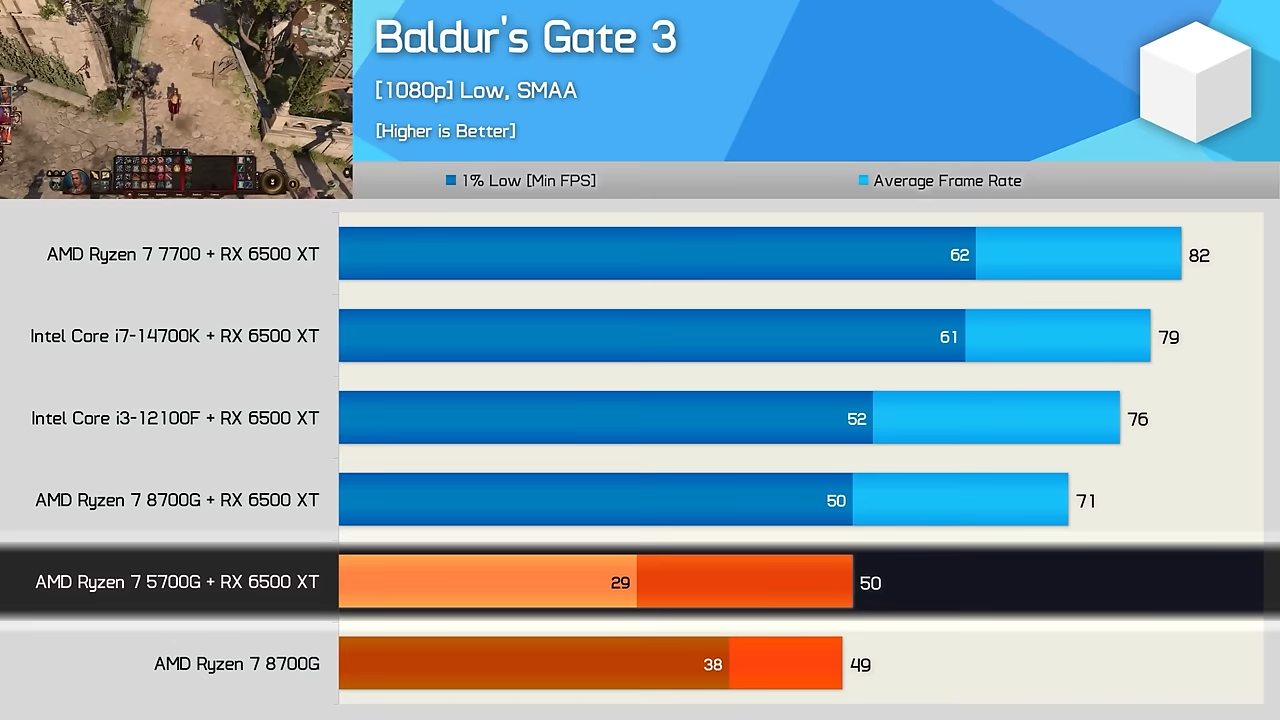 Baldur's Gate 3
[1080p] Low, SMAA
[Higher is Better]
1% Low [Min FPS]
Average Frame Rate
AMD Ryzen 7 7700 + RX 6500 XT
62
82
Intel Core i7-14700K + RX 6500 XT
61
79
Intel Core i3-12100F + RX 6500 XT
52
76
AMD Ryzen 7 8700G + RX 6500 XT
50
71
AMD Ryzen 7 5700G + RX 6500 XT
29
50
AMD Ryzen 7 8700G
38
49